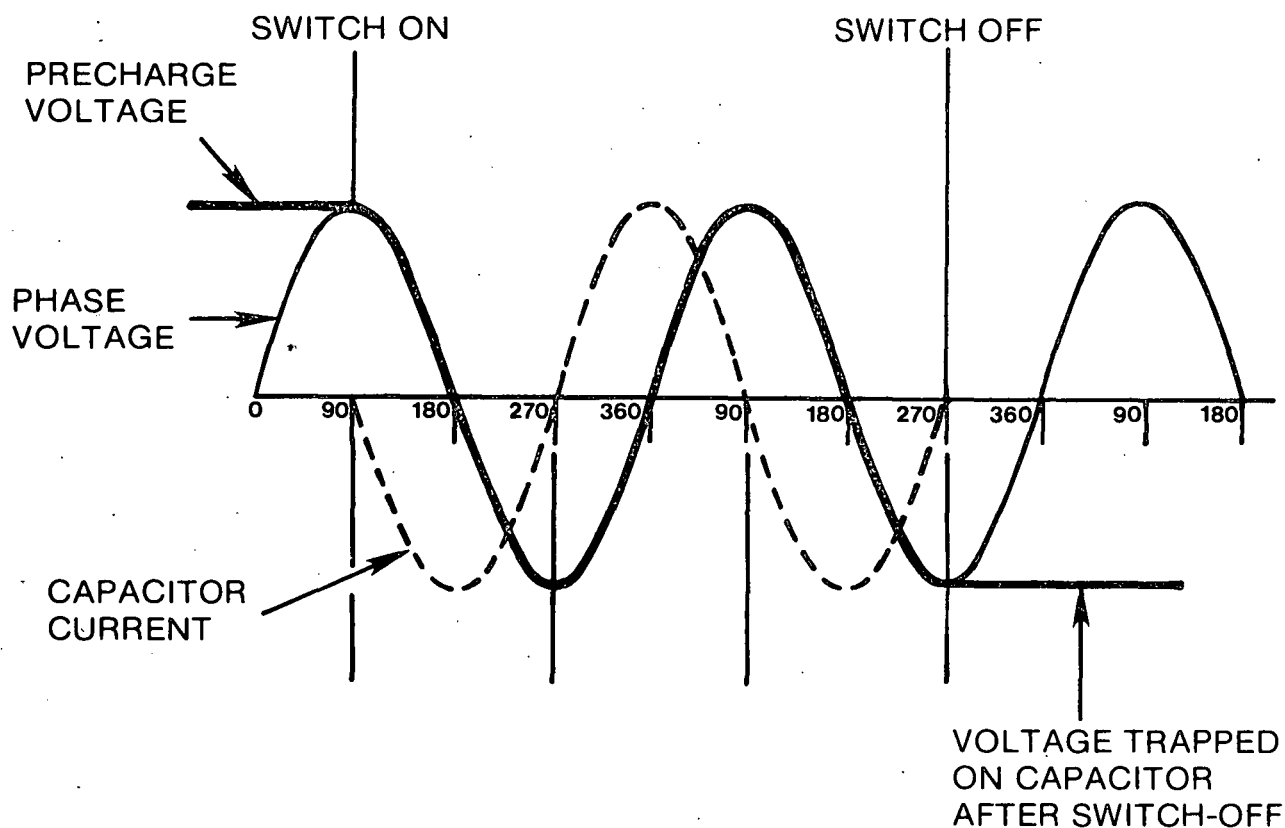 SWITCH ON
SWITCH OFF
PRECHARGE
VOLTAGE
PHASE
VOLTAGE
0 90 180 270 360 90 180 270 360 90 180
CAPACITOR
CURRENT
VOLTAGE TRAPPED
ON CAPACITOR
AFTER SWITCH-OFF